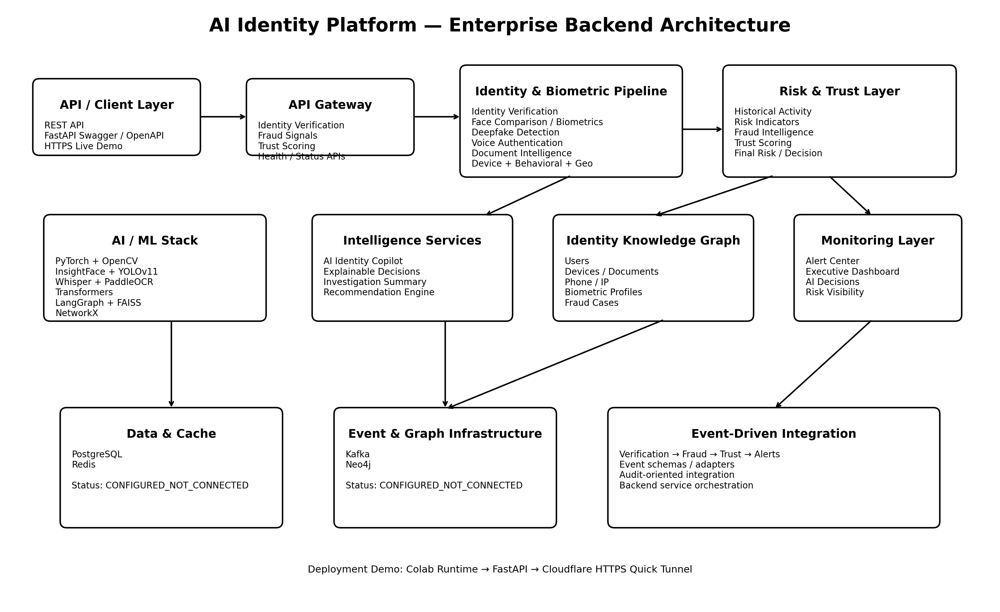 AI Identity Platform — Enterprise Backend Architecture
API / Client Layer
REST API
FastAPI Swagger / OpenAPI
HTTPS Live Demo
API Gateway
Identity Verification
Fraud Signals
Trust Scoring
Health / Status APIs
Identity & Biometric Pipeline
Identity Verification
Face Comparison / Biometrics
Deepfake Detection
Voice Authentication
Document Intelligence
Device + Behavioral + Geo
Risk & Trust Layer
Historical Activity
Risk Indicators
Fraud Intelligence
Trust Scoring
Final Risk / Decision
AI / ML Stack
PyTorch + OpenCV
InsightFace + YOLOv11
Whisper + PaddleOCR
Transformers
LangGraph + FAISS
NetworkX
Intelligence Services
AI Identity Copilot
Explainable Decisions
Investigation Summary
Recommendation Engine
Identity Knowledge Graph
Users
Devices / Documents
Phone / IP
Biometric Profiles
Fraud Cases
Monitoring Layer
Alert Center
Executive Dashboard
AI Decisions
Risk Visibility
Data & Cache
PostgreSQL
Redis
Status: CONFIGURED_NOT_CONNECTED
Event & Graph Infrastructure
Kafka
Neo4j
Status: CONFIGURED_NOT_CONNECTED
Event-Driven Integration
Verification → Fraud → Trust → Alerts
Event schemas / adapters
Audit-oriented integration
Backend service orchestration
Deployment Demo: Colab Runtime → FastAPI → Cloudflare HTTPS Quick Tunnel